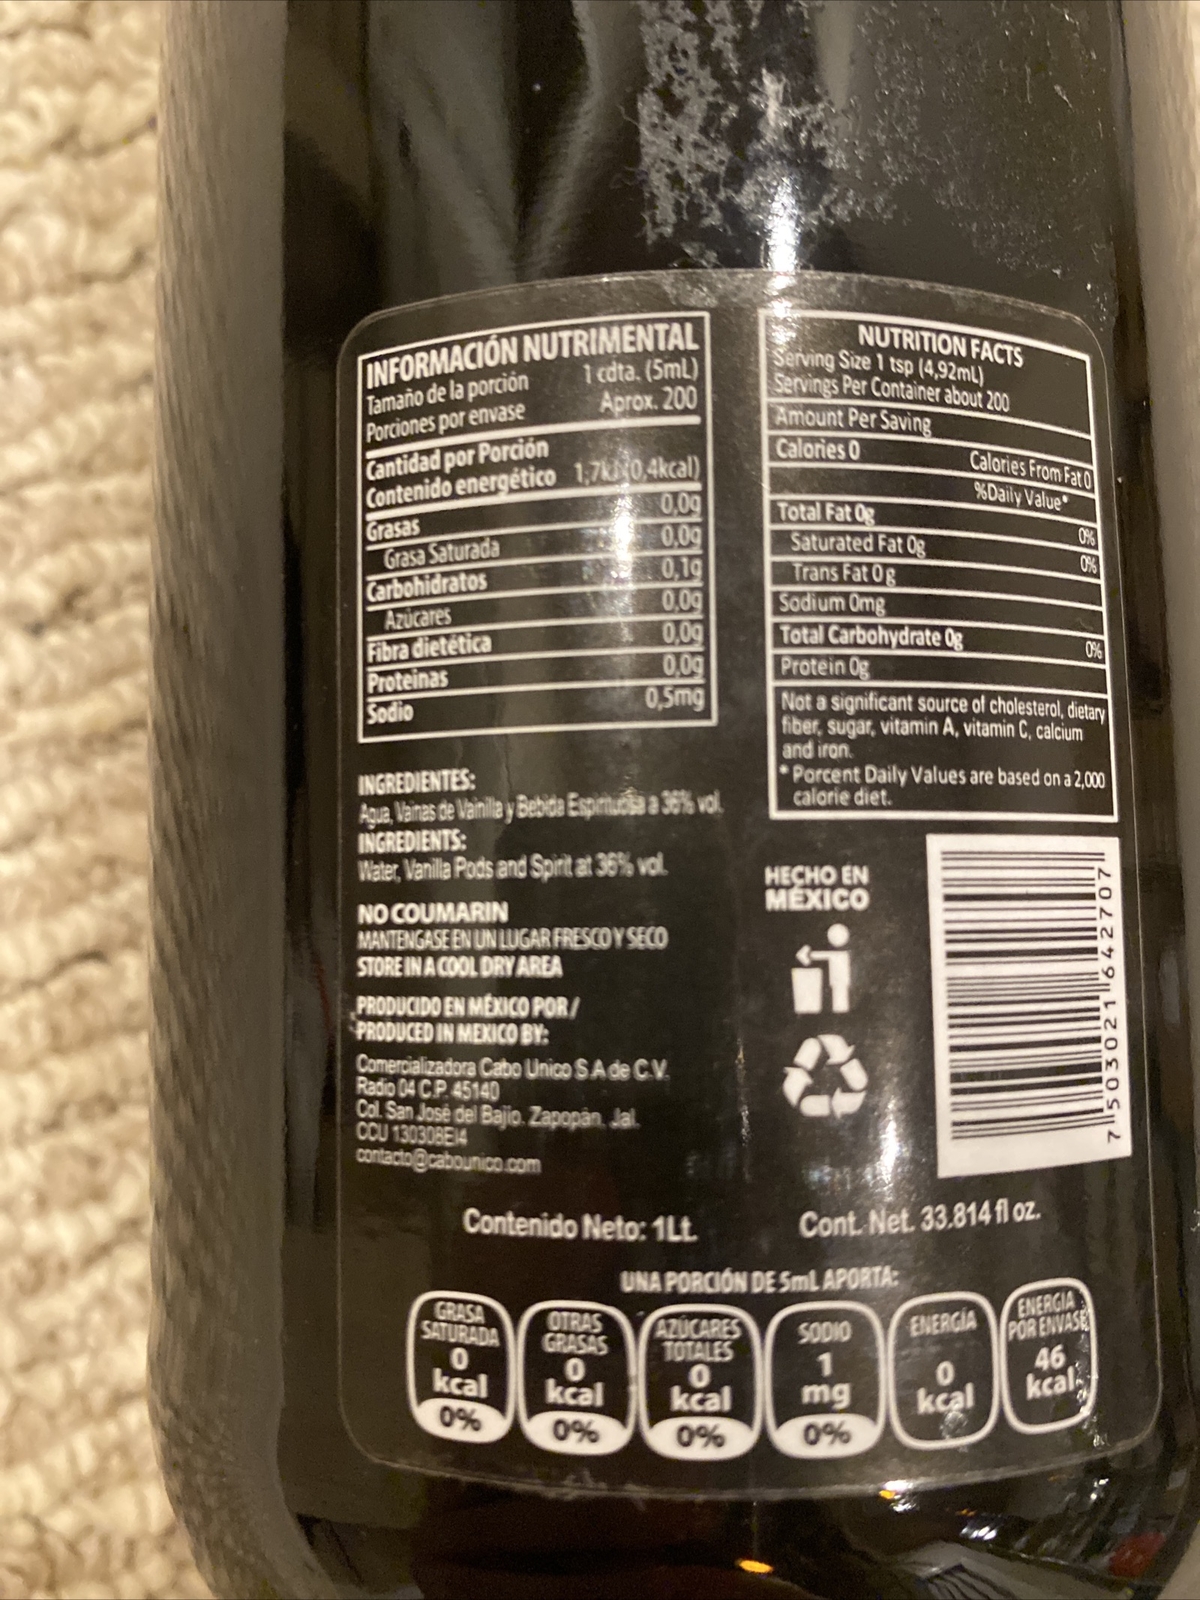 INFORMACIÓN NUTRIMENTAL
Tamaño de la porción 1 cdta. (5mL)
Porciones por envase Aprox. 200
Cantidad por Porción
Contenido energético 1,7kJ (0,4kcal)
Grasas 0,0g
Grasa Saturada 0,0g
Carbohidratos 0,1g
Azúcares 0,0g
Fibra dietética 0,0g
Proteinas 0,0g
Sodio 0,5mg
INGREDIENTES:
Agua, Vainas de Vainilla y Bebida Espirituosa a 36% vol.
INGREDIENTS:
Water, Vanilla Pods and Spirit at 36% vol.
NO COUMARIN
MANTENGASE EN UN LUGAR FRESCO Y SECO
STORE IN A COOL DRY AREA
PRODUCIDO EN MÉXICO POR /
PRODUCED IN MEXICO BY:
Comercializadora Cabo Unico S.A de C.V.
Radio 04 C.P. 45140
Col. San José del Bajio. Zapopán, Jal.
CCU 130308EI4
contacto@cabounico.com
NUTRITION FACTS
Serving Size 1 tsp (4,92mL)
Servings Per Container about 200
Amount Per Saving
Calories 0 Calories From Fat 0
%Daily Value*
Total Fat 0g 0%
Saturated Fat 0g 0%
Trans Fat 0g
Sodium 0mg
Total Carbohydrate 0g 0%
Protein 0g
Not a significant source of cholesterol, dietary
fiber, sugar, vitamin A, vitamin C, calcium
and iron.
* Porcent Daily Values are based on a 2,000
calorie diet.
HECHO EN
MÉXICO
7 503021 642707
Contenido Neto: 1Lt. Cont. Net. 33.814 fl oz.
UNA PORCIÓN DE 5mL APORTA:
GRASA
SATURADA
0
kcal
0%
OTRAS
GRASAS
0
kcal
0%
AZÚCARES
TOTALES
0
kcal
0%
SODIO
1
mg
0%
ENERGÍA
0
kcal
ENERGIA
POR ENVASE
46
kcal